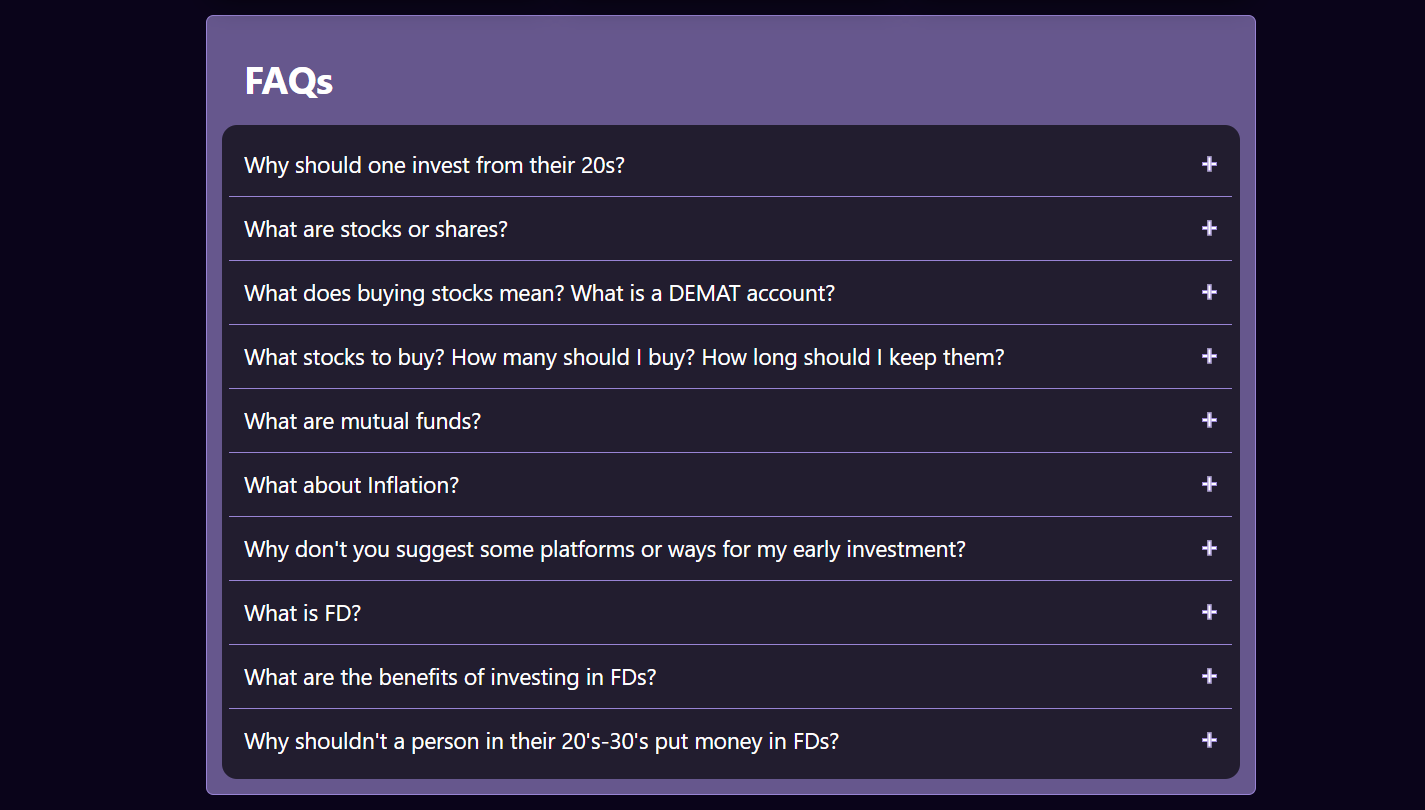 FAQs
Why should one invest from their 20s?
What are stocks or shares?
What does buying stocks mean? What is a DEMAT account?
What stocks to buy? How many should I buy? How long should I keep them?
What are mutual funds?
What about Inflation?
Why don't you suggest some platforms or ways for my early investment?
What is FD?
What are the benefits of investing in FDs?
Why shouldn't a person in their 20's-30's put money in FDs?